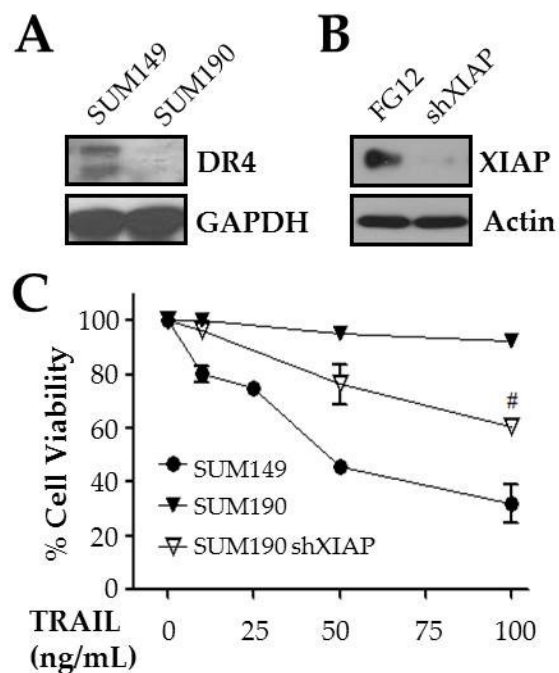 A
SUM149
SUM190
DR4
GAPDH
B
FG12
shXIAP
XIAP
Actin
C
% Cell Viability
100
80
60
40
20
0
#
SUM149
SUM190
SUM190 shXIAP
TRAIL
(ng/mL)
0 25 50 75 100